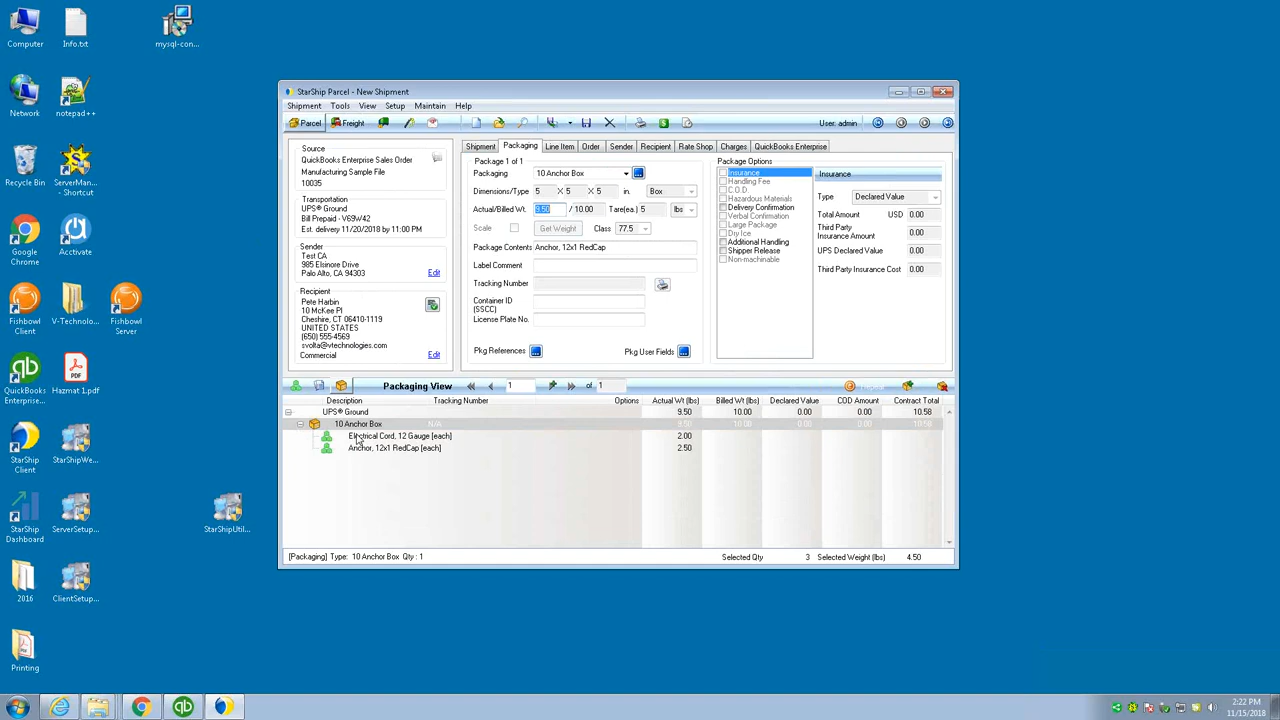 Computer
Info.txt
mysql-con...
Network
notepad++
Recycle Bin
ServerMan...
- Shortcut
Google
Chrome
Acctivate
Fishbowl
Client
V-Technolo...
Fishbowl
Server
QuickBooks
Enterprise...
Hazmat 1.pdf
StarShip
Client
StarShipWe...
StarShip
Dashboard
ServerSetup...
StarShipUtil...
2016
ClientSetup...
Printing
StarShip Parcel - New Shipment
Shipment Tools View Setup Maintain Help
Parcel Freight User: admin
Source
QuickBooks Enterprise Sales Order
Manufacturing Sample File
10035
Transportation
UPS® Ground
Bill Prepaid - V69W42
Est. delivery 11/20/2018 by 11:00 PM
Sender
Test CA
985 Elsinore Drive
Palo Alto, CA 94303 Edit
Recipient
Pete Harbin
10 McKee Pl
Cheshire, CT 06410-1119
UNITED STATES
(650) 555-4569
svolta@vtechnologies.com
Commercial Edit
Shipment Packaging Line Item Order Sender Recipient Rate Shop Charges QuickBooks Enterprise
Package 1 of 1
Packaging 10 Anchor Box
Dimensions/Type 5 X 5 X 5 in. Box
Actual/Billed Wt. 9.50 / 10.00 Tare(ea.) 5 lbs
Scale Get Weight Class 77.5
Package Contents Anchor, 12x1 RedCap
Label Comment
Tracking Number
Container ID
(SSCC)
License Plate No.
Pkg References Pkg User Fields
Package Options
Insurance
Handling Fee
C.O.D.
Hazardous Materials
Delivery Confirmation
Verbal Confirmation
Large Package
Dry Ice
Additional Handling
Shipper Release
Non-machinable
Insurance
Type Declared Value
Total Amount USD 0.00
Third Party
Insurance Amount 0.00
UPS Declared Value 0.00
Third Party Insurance Cost 0.00
Packaging View 1 of 1
Description Tracking Number Options Actual Wt (lbs) Billed Wt (lbs) Declared Value COD Amount Contract Total
UPS® Ground 9.50 10.00 0.00 0.00 10.58
10 Anchor Box N/A 9.50 10.00 0.00 0.00 10.58
Electrical Cord, 12 Gauge [each] 2.00
Anchor, 12x1 RedCap [each] 2.50
[Packaging] Type: 10 Anchor Box Qty : 1 Selected Qty 3 Selected Weight (lbs) 4.50
2:22 PM
11/15/2018